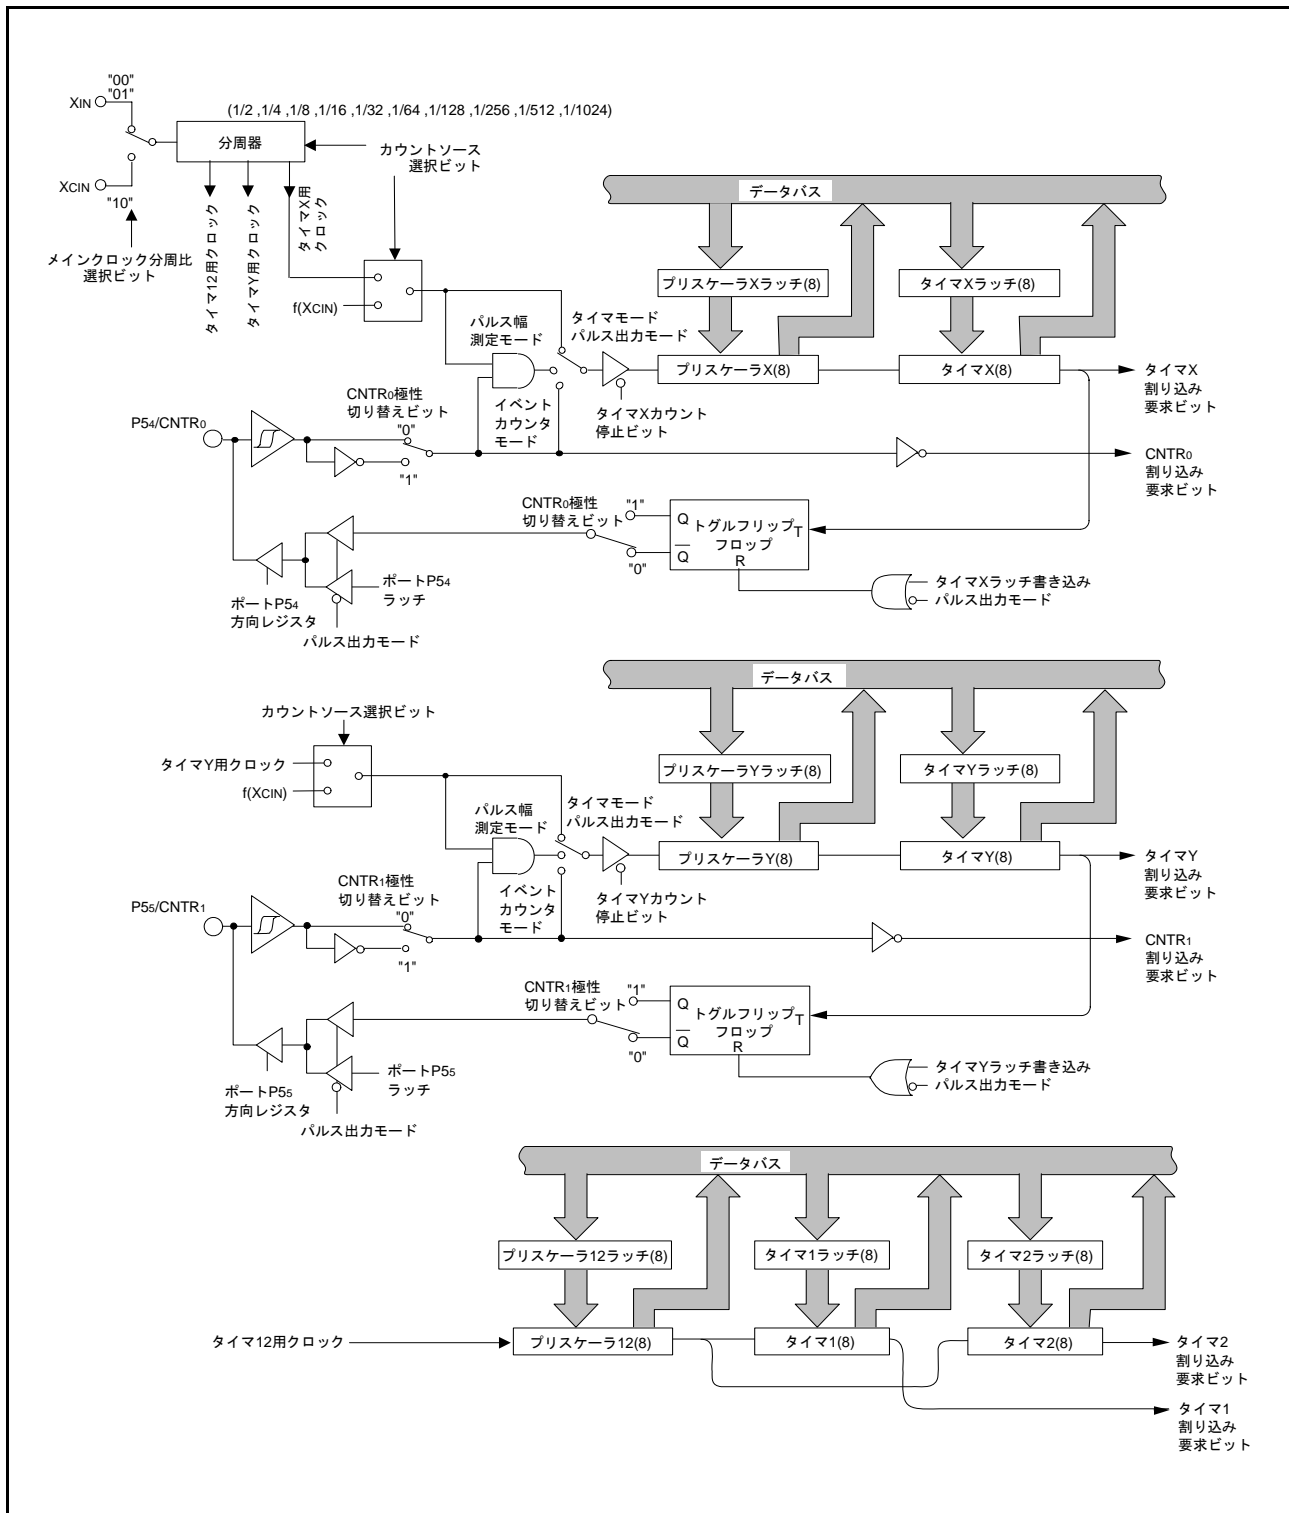 "00"
"01"
XIN
(1/2 ,1/4 ,1/8 ,1/16 ,1/32 ,1/64 ,1/128 ,1/256 ,1/512 ,1/1024)
分周器
カウントソース
選択ビット
XCIN
"10"
メインクロック分周比
選択ビット
タイマ12用クロック
タイマY用クロック
タイマX用
クロック
f(XCIN)
データバス
プリスケーラXラッチ(8)
タイマXラッチ(8)
パルス幅
測定モード
タイマモード
パルス出力モード
プリスケーラX(8)
タイマX(8)
タイマX
割り込み
要求ビット
CNTR0極性
切り替えビット
イベント
カウンタ
モード
タイマXカウント
停止ビット
P54/CNTR0
"0"
"1"
CNTR0
割り込み
要求ビット
CNTR0極性
切り替えビット
"1"
"0"
Q
Q
トグルフリップ
フロップ
T
R
ポートP54
ラッチ
ポートP54
方向レジスタ
パルス出力モード
タイマXラッチ書き込み
パルス出力モード
データバス
カウントソース選択ビット
タイマY用クロック
f(XCIN)
プリスケーラYラッチ(8)
タイマYラッチ(8)
パルス幅
測定モード
タイマモード
パルス出力モード
プリスケーラY(8)
タイマY(8)
タイマY
割り込み
要求ビット
CNTR1極性
切り替えビット
イベント
カウンタ
モード
タイマYカウント
停止ビット
P55/CNTR1
"0"
"1"
CNTR1
割り込み
要求ビット
CNTR1極性
切り替えビット
"1"
"0"
Q
Q
トグルフリップ
フロップ
T
R
ポートP55
ラッチ
ポートP55
方向レジスタ
パルス出力モード
タイマYラッチ書き込み
パルス出力モード
データバス
プリスケーラ12ラッチ(8)
タイマ1ラッチ(8)
タイマ2ラッチ(8)
タイマ12用クロック
プリスケーラ12(8)
タイマ1(8)
タイマ2(8)
タイマ2
割り込み
要求ビット
タイマ1
割り込み
要求ビット